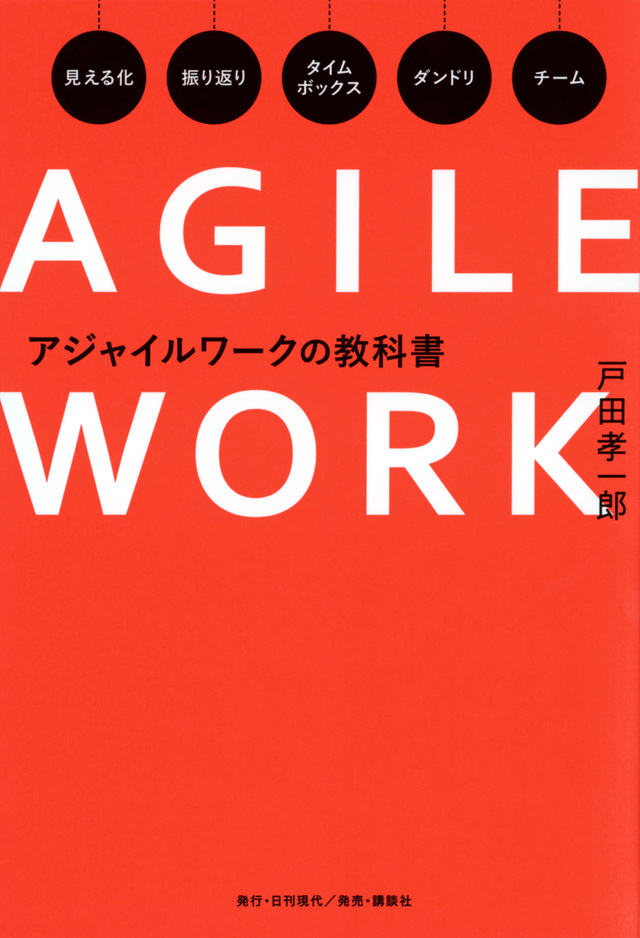 見える化
振り返り
タイム
ボックス
ダンドリ
チーム
AGILE
アジャイルワークの教科書
WORK
戸田孝一郎
発行・日刊現代／発売・講談社